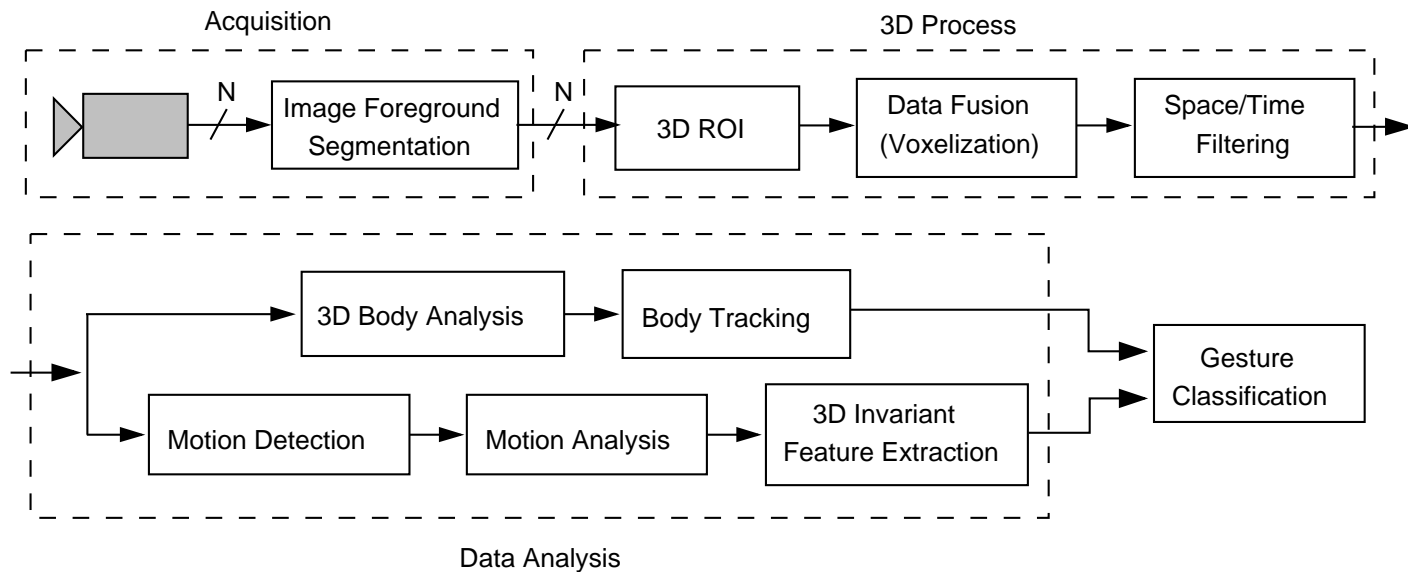 Acquisition
3D Process
N
Image Foreground
Segmentation
N
3D ROI
Data Fusion
(Voxelization)
Space/Time
Filtering
3D Body Analysis
Body Tracking
Gesture
Classification
Motion Detection
Motion Analysis
3D Invariant
Feature Extraction
Data Analysis